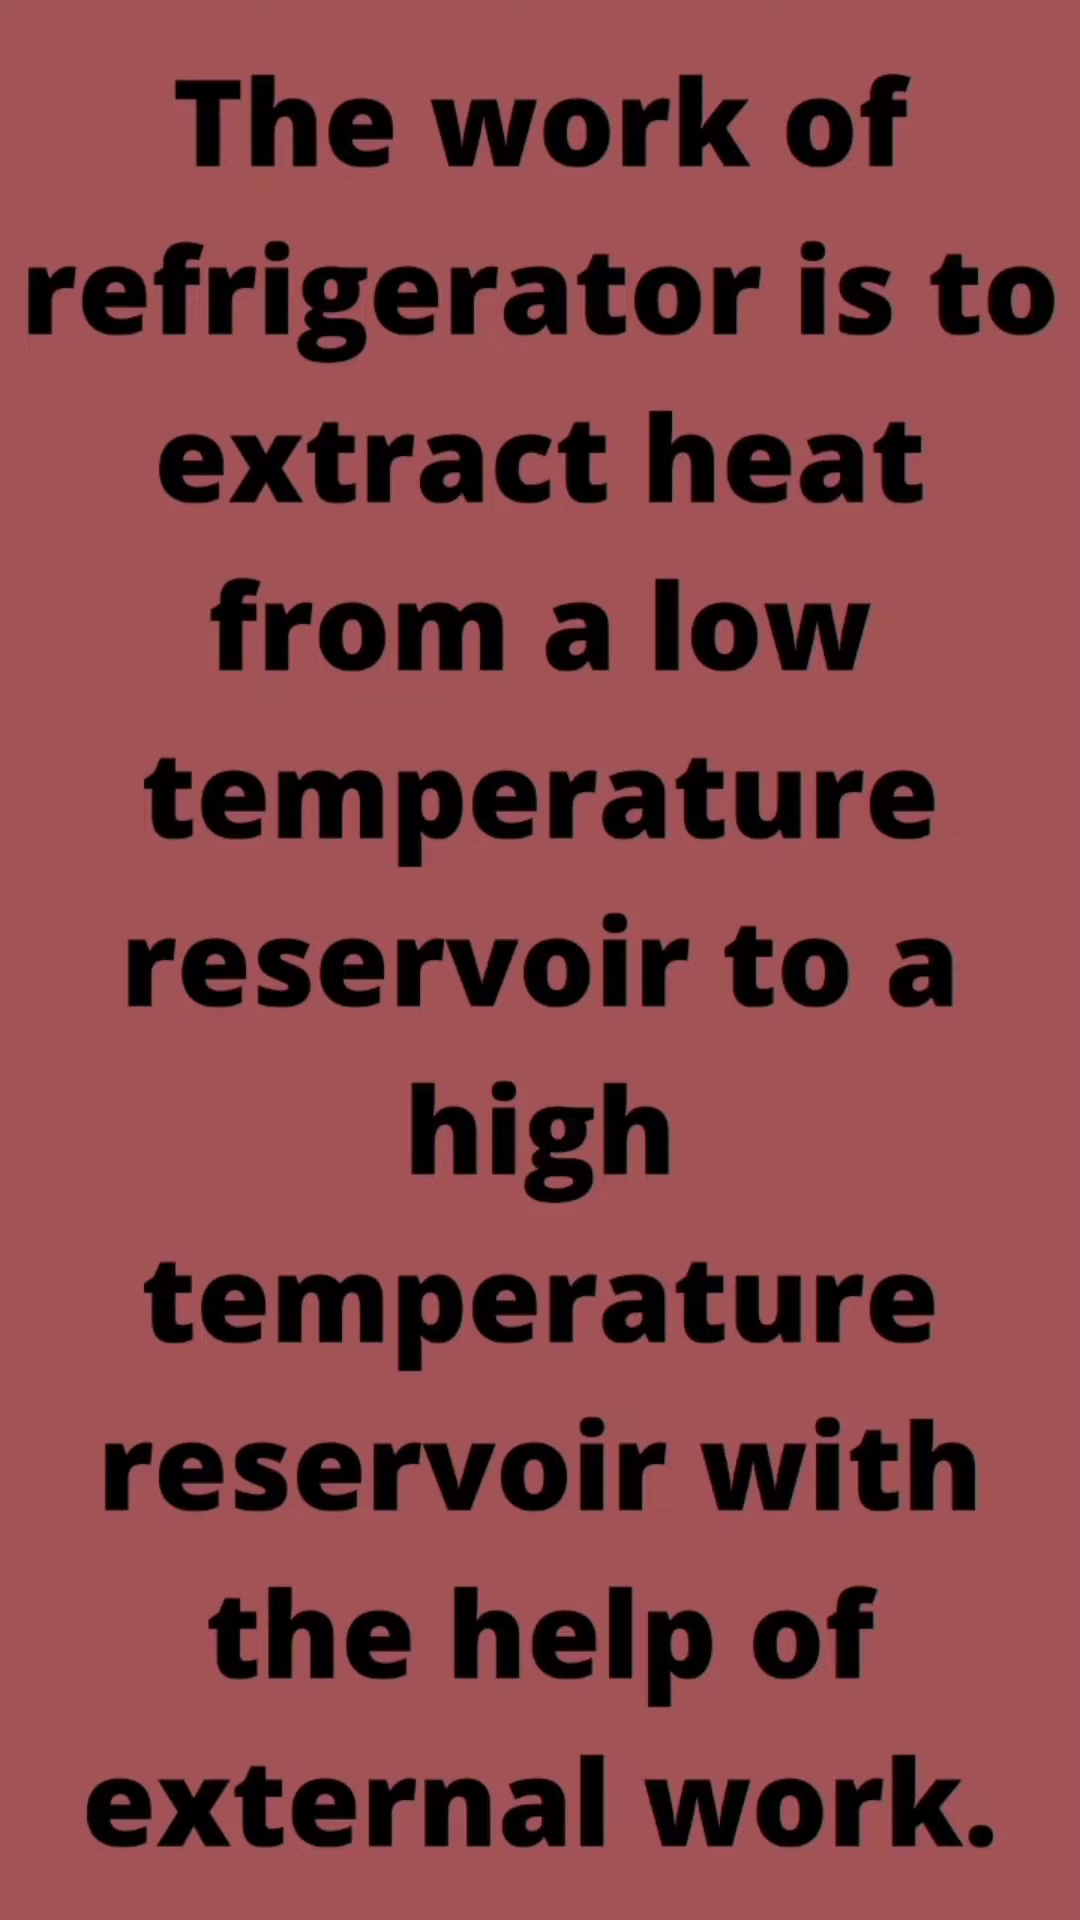 The work of
refrigerator is to
extract heat
from a low
temperature
reservoir to a
high
temperature
reservoir with
the help of
external work.